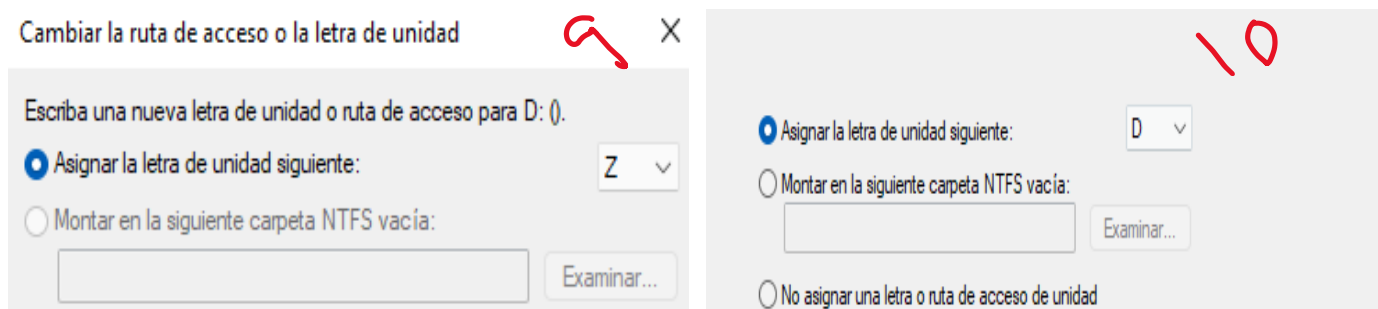 Cambiar la ruta de acceso o la letra de unidad
9
Escriba una nueva letra de unidad o ruta de acceso para D: ().
Asignar la letra de unidad siguiente:
Z
Montar en la siguiente carpeta NTFS vacía:
Examinar...
10
Asignar la letra de unidad siguiente:
D
Montar en la siguiente carpeta NTFS vacía:
Examinar...
No asignar una letra o ruta de acceso de unidad